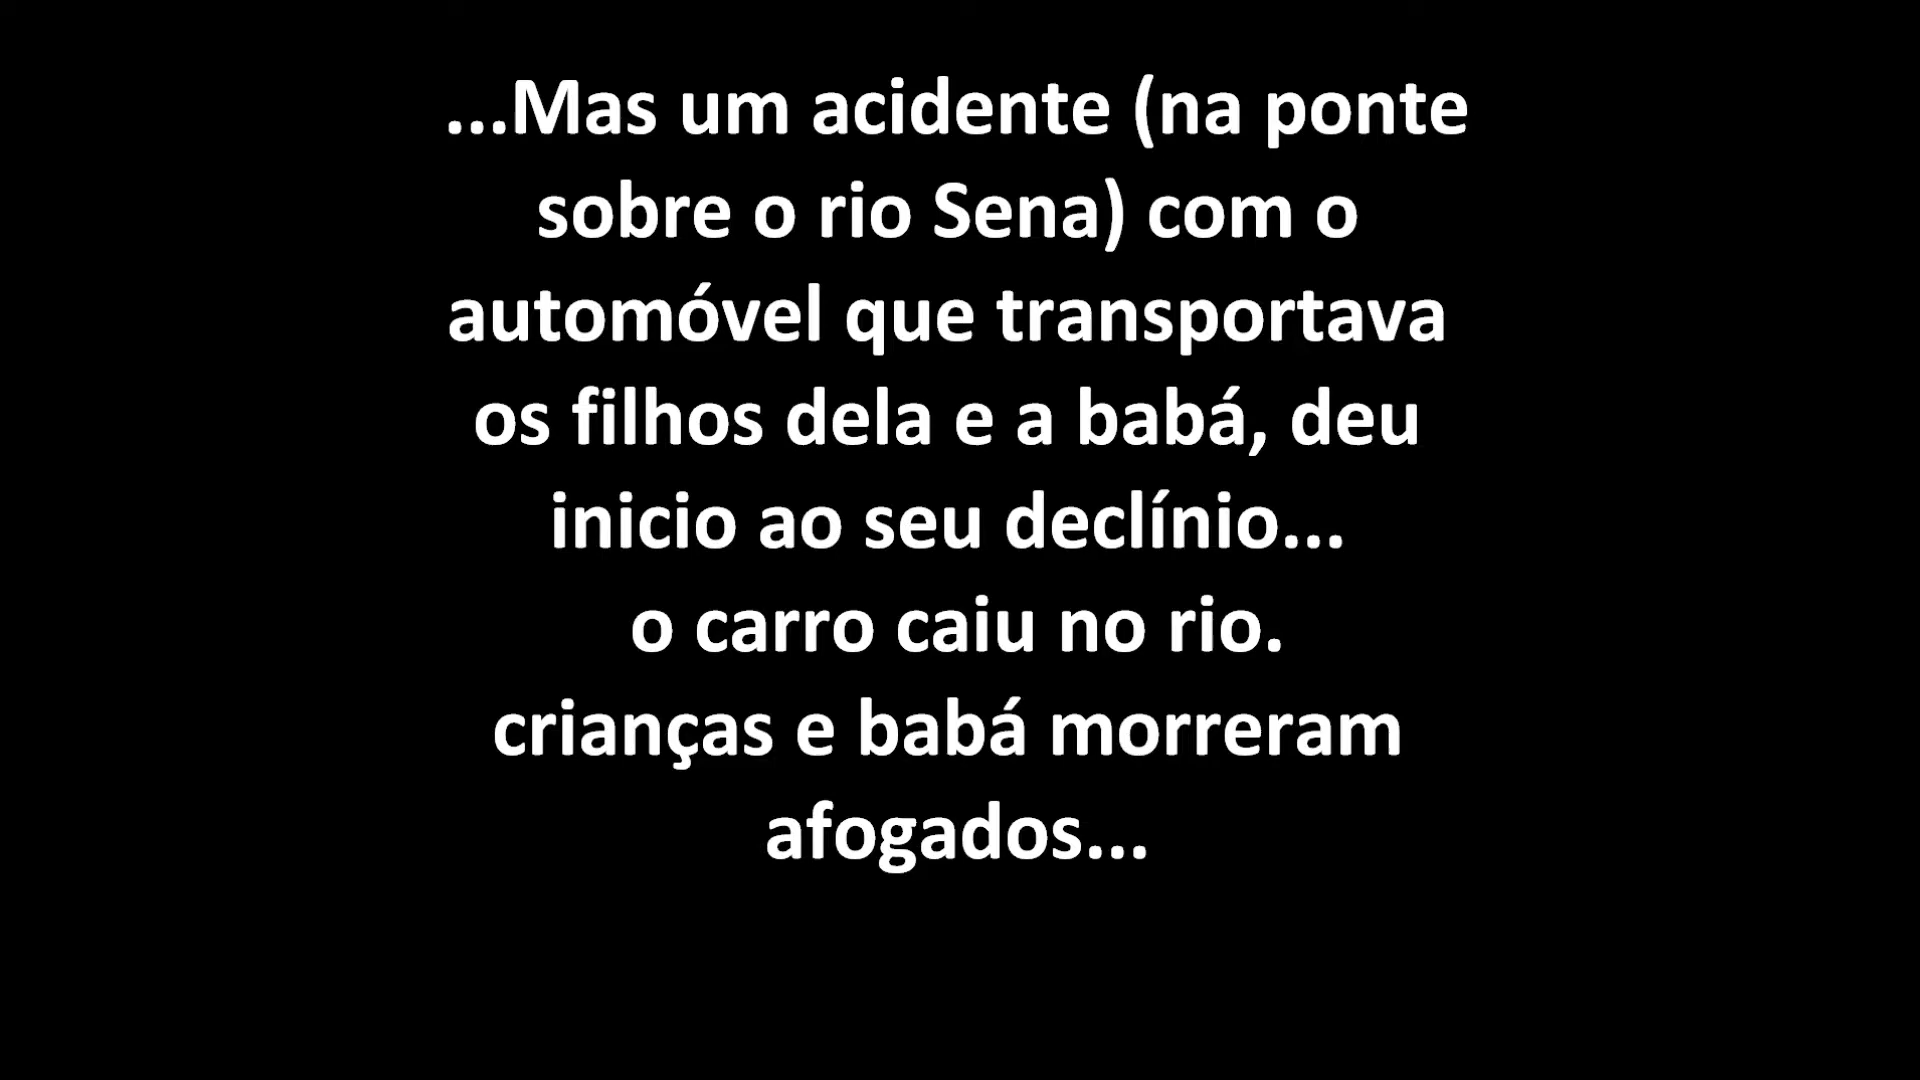 ...Mas um acidente (na ponte
sobre o rio Sena) com o
automóvel que transportava
os filhos dela e a babá, deu
inicio ao seu declínio...
o carro caiu no rio.
crianças e babá morreram
afogados...